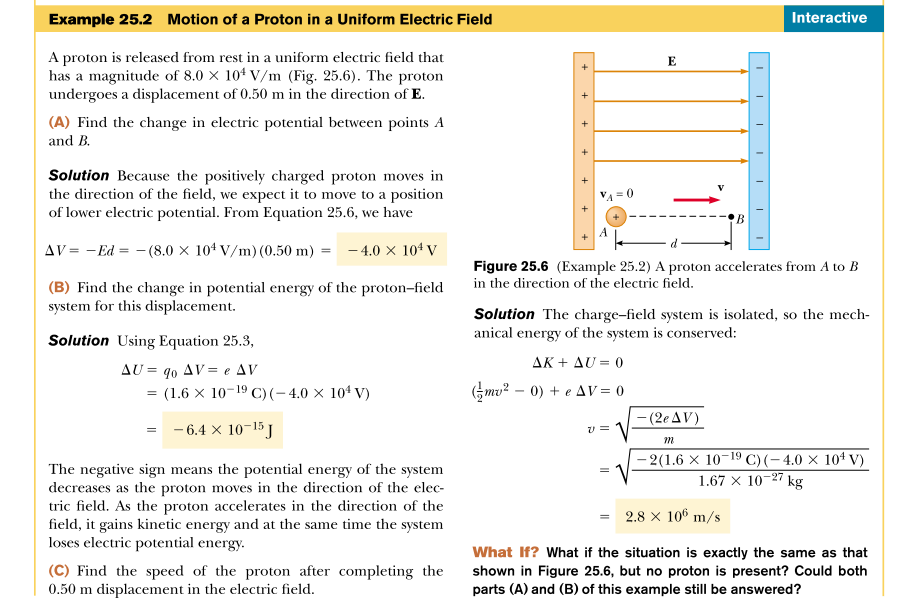 Example 25.2 Motion of a Proton in a Uniform Electric Field
Interactive
A proton is released from rest in a uniform electric field that
has a magnitude of 8.0 × 10⁴ V/m (Fig. 25.6). The proton
undergoes a displacement of 0.50 m in the direction of E.
(A) Find the change in electric potential between points A
and B.
Solution Because the positively charged proton moves in
the direction of the field, we expect it to move to a position
of lower electric potential. From Equation 25.6, we have
ΔV = −Ed = −(8.0 × 10⁴ V/m)(0.50 m) = −4.0 × 10⁴ V
(B) Find the change in potential energy of the proton–field
system for this displacement.
Solution Using Equation 25.3,
ΔU = q₀ ΔV = e ΔV
= (1.6 × 10⁻¹⁹ C)(−4.0 × 10⁴ V)
= −6.4 × 10⁻¹⁵ J
The negative sign means the potential energy of the system
decreases as the proton moves in the direction of the elec-
tric field. As the proton accelerates in the direction of the
field, it gains kinetic energy and at the same time the system
loses electric potential energy.
(C) Find the speed of the proton after completing the
0.50 m displacement in the electric field.
+ E −
+ −
+ −
+ −
+ −
v_A = 0 v
+ + B −
+ A d −
Figure 25.6 (Example 25.2) A proton accelerates from A to B
in the direction of the electric field.
Solution The charge–field system is isolated, so the mech-
anical energy of the system is conserved:
ΔK + ΔU = 0
(½mv² − 0) + e ΔV = 0
v = √(−(2e ΔV) / m)
= √(−2(1.6 × 10⁻¹⁹ C)(−4.0 × 10⁴ V) / 1.67 × 10⁻²⁷ kg)
= 2.8 × 10⁶ m/s
What If? What if the situation is exactly the same as that
shown in Figure 25.6, but no proton is present? Could both
parts (A) and (B) of this example still be answered?